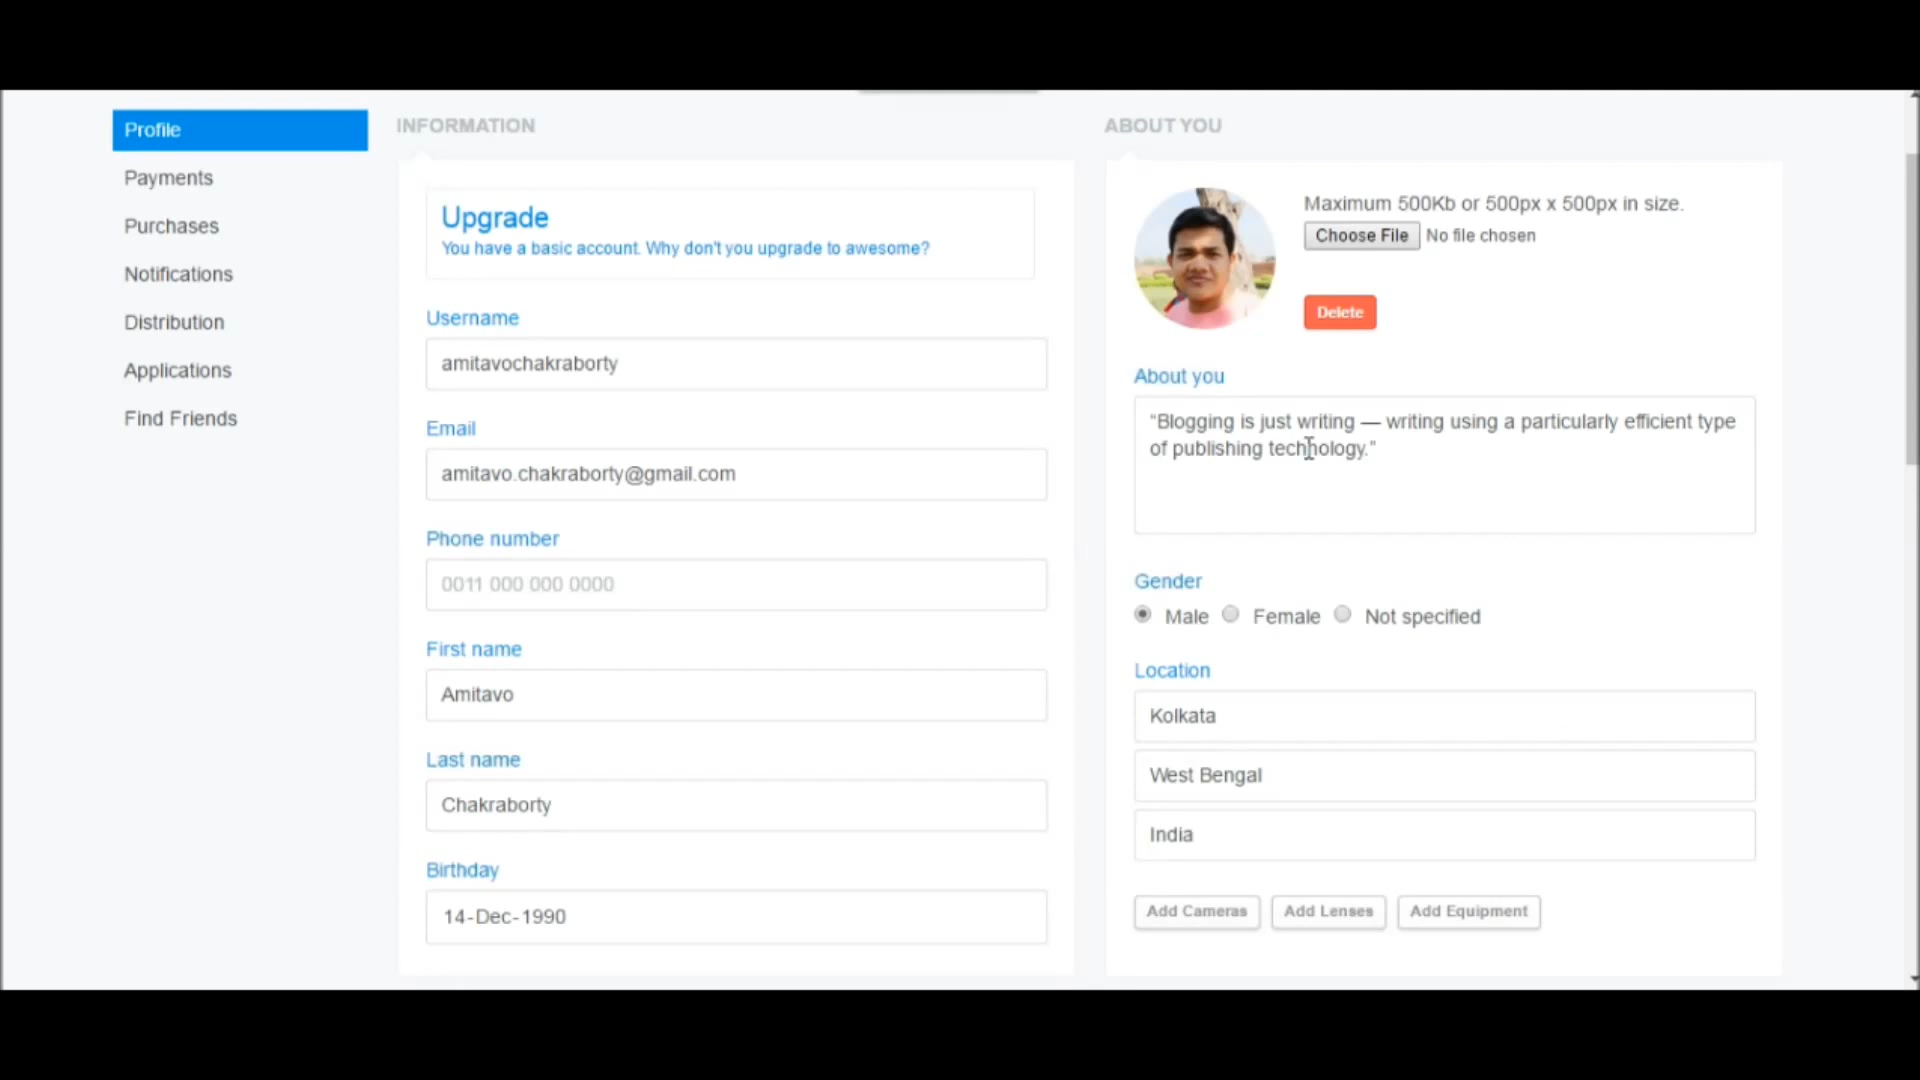 Profile
Payments
Purchases
Notifications
Distribution
Applications
Find Friends
INFORMATION
Upgrade
You have a basic account. Why don't you upgrade to awesome?
Username
amitavochakraborty
Email
amitavo.chakraborty@gmail.com
Phone number
0011 000 000 0000
First name
Amitavo
Last name
Chakraborty
Birthday
14-Dec-1990
ABOUT YOU
Maximum 500Kb or 500px x 500px in size.
Choose File No file chosen
Delete
About you
“Blogging is just writing — writing using a particularly efficient type
of publishing technology.”
Gender
Male Female Not specified
Location
Kolkata
West Bengal
India
Add Cameras Add Lenses Add Equipment